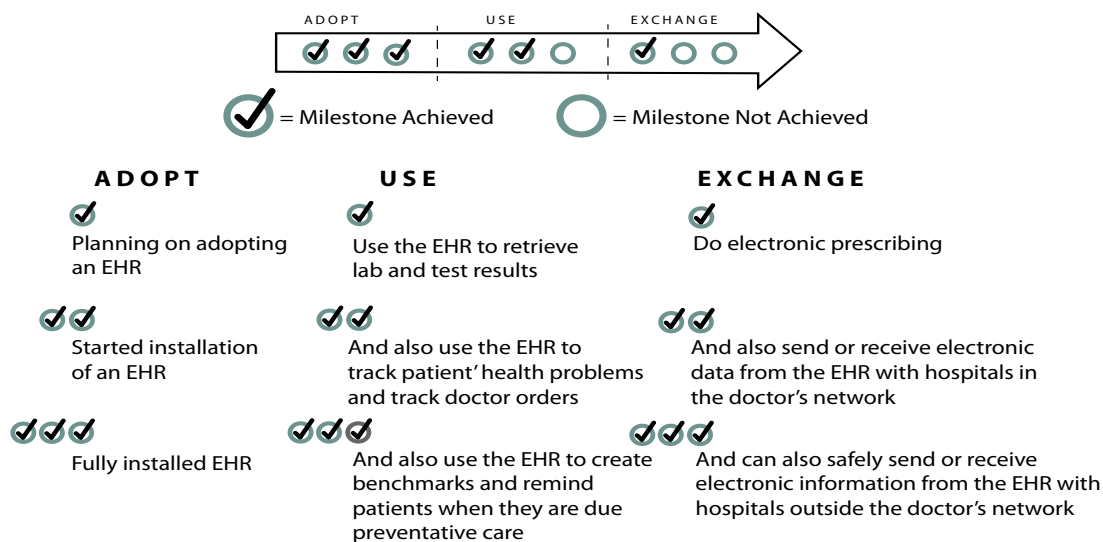 ADOPT USE EXCHANGE
= Milestone Achieved = Milestone Not Achieved
ADOPT
Planning on adopting
an EHR
Started installation
of an EHR
Fully installed EHR
USE
Use the EHR to retrieve
lab and test results
And also use the EHR to
track patient' health problems
and track doctor orders
And also use the EHR to create
benchmarks and remind
patients when they are due
preventative care
EXCHANGE
Do electronic prescribing
And also send or receive electronic
data from the EHR with hospitals in
the doctor's network
And can also safely send or receive
electronic information from the EHR with
hospitals outside the doctor's network